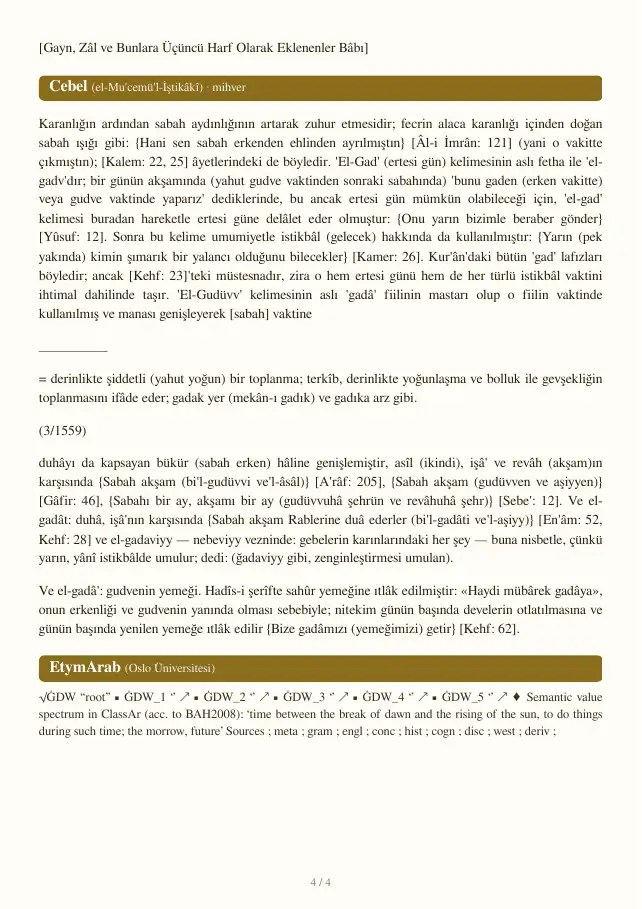 [Gayn, Zâl ve Bunlara Üçüncü Harf Olarak Eklenenler Bâbı]
Cebel (el-Mu'cemü'l-İştikâkî) · mihver
Karanlığın ardından sabah aydınlığının artarak zuhur etmesidir; fecrin alaca karanlığı içinden doğan
sabah ışığı gibi: {Hani sen sabah erkenden ehlinden ayrılmıştın} [Âl-i İmrân: 121] (yani o vakitte
çıkmıştın); [Kalem: 22, 25] âyetlerindeki de böyledir. 'El-Gad' (ertesi gün) kelimesinin aslı fetha ile 'el-
gadv'dır; bir günün akşamında (yahut gudve vaktinden sonraki sabahında) 'bunu gaden (erken vakitte)
veya gudve vaktinde yaparız' dediklerinde, bu ancak ertesi gün mümkün olabileceği için, 'el-gad'
kelimesi buradan hareketle ertesi güne delâlet eder olmuştur: {Onu yarın bizimle beraber gönder}
[Yûsuf: 12]. Sonra bu kelime umumiyetle istikbâl (gelecek) hakkında da kullanılmıştır: {Yarın (pek
yakında) kimin şımarık bir yalancı olduğunu bilecekler} [Kamer: 26]. Kur'ân'daki bütün 'gad' lafızları
böyledir; ancak [Kehf: 23]'teki müstesnadır, zira o hem ertesi günü hem de her türlü istikbâl vaktini
ihtimal dahilinde taşır. 'El-Gudüvv' kelimesinin aslı 'gadâ' fiilinin mastarı olup o fiilin vaktinde
kullanılmış ve manası genişleyerek [sabah] vaktine
= derinlikte şiddetli (yahut yoğun) bir toplanma; terkîb, derinlikte yoğunlaşma ve bolluk ile gevşekliğin
toplanmasını ifâde eder; gadak yer (mekân-ı gadık) ve gadıka arz gibi.
(3/1559)
duhâyı da kapsayan bükür (sabah erken) hâline genişlemiştir, asîl (ikindi), işâ' ve revâh (akşam)ın
karşısında {Sabah akşam (bi'l-gudüvvi ve'l-âsâl)} [A'râf: 205], {Sabah akşam (gudüvven ve aşiyyen)}
[Gâfir: 46], {Sabahı bir ay, akşamı bir ay (gudüvvuhâ şehrün ve revâhuhâ şehr)} [Sebe': 12]. Ve el-
gadât: duhâ, işâ'nın karşısında {Sabah akşam Rablerine duâ ederler (bi'l-gadâti ve'l-aşiyy)} [En'âm: 52,
Kehf: 28] ve el-gadaviyy — nebeviyy vezninde: gebelerin karınlarındaki her şey — buna nisbetle, çünkü
yarın, yânî istikbâlde umulur; dedi: (ğadaviyy gibi, zenginleştirmesi umulan).
Ve el-gadâ': gudvenin yemeği. Hadîs-i şerîfte sahûr yemeğine ıtlâk edilmiştir: «Haydi mübârek gadâya»,
onun erkenliği ve gudvenin yanında olması sebebiyle; nitekim günün başında develerin otlatılmasına ve
günün başında yenilen yemeğe ıtlâk edilir {Bize gadâmızı (yemeğimizi) getir} [Kehf: 62].
EtymArab (Oslo Üniversitesi)
√ĠDW “root” ▪ ĠDW_1 ‘’ ↗ ▪ ĠDW_2 ‘’ ↗ ▪ ĠDW_3 ‘’ ↗ ▪ ĠDW_4 ‘’ ↗ ▪ ĠDW_5 ‘’ ↗ ♦ Semantic value
spectrum in ClassAr (acc. to BAH2008): ‘time between the break of dawn and the rising of the sun, to do things
during such time; the morrow, future’ Sources ; meta ; gram ; engl ; conc ; hist ; cogn ; disc ; west ; deriv ;
4 / 4